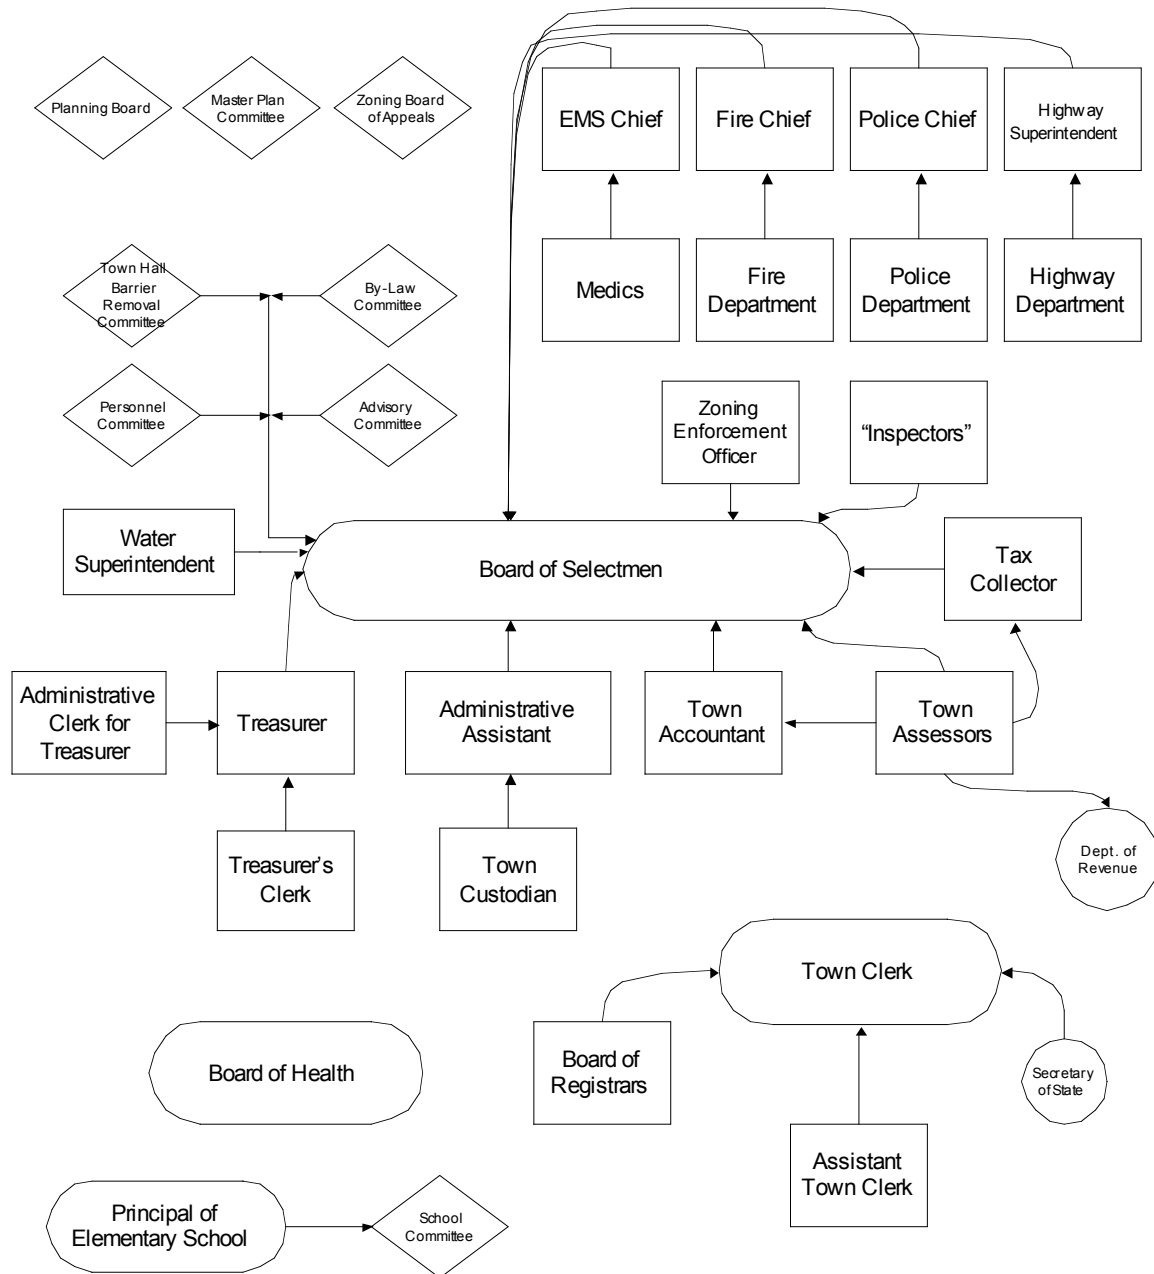 Planning Board
Master Plan
Committee
Zoning Board
of Appeals
EMS Chief
Fire Chief
Police Chief
Highway
Superintendent
Medics
Fire
Department
Police
Department
Highway
Department
Town Hall
Barrier
Removal
Committee
By-Law
Committee
Personnel
Committee
Advisory
Committee
Zoning
Enforcement
Officer
“Inspectors”
Water
Superintendent
Board of Selectmen
Tax
Collector
Administrative
Clerk for
Treasurer
Treasurer
Administrative
Assistant
Town
Accountant
Town
Assessors
Treasurer’s
Clerk
Town
Custodian
Dept. of
Revenue
Town Clerk
Board of
Registrars
Secretary
of State
Board of Health
Assistant
Town Clerk
Principal of
Elementary School
School
Committee